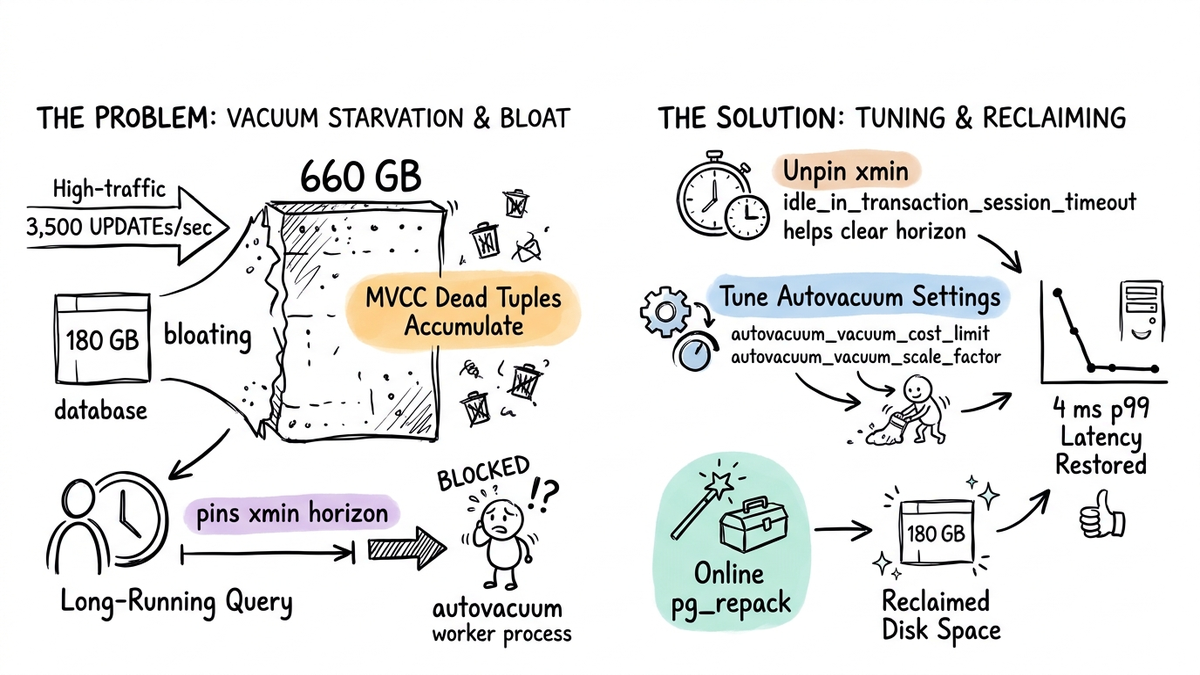 THE PROBLEM: VACUUM STARVATION & BLOAT
High-traffic
3,500 UPDATEs/sec
660 GB
180 GB
bloating
database
MVCC Dead Tuples
Accumulate
pins xmin horizon
Long-Running Query
BLOCKED
!?
autovacuum
worker process
THE SOLUTION: TUNING & RECLAIMING
Unpin xmin
idle_in_transaction_session_timeout
helps clear horizon
Tune Autovacuum Settings
autovacuum_vacuum_cost_limit
autovacuum_vacuum_scale_factor
4 ms p99
Latency
Restored
Online
pg_repack
180 GB
Reclaimed
Disk Space